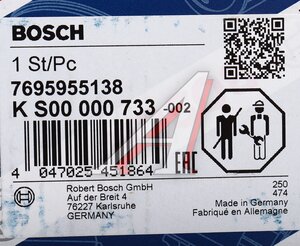 BOSCH
1 St/Pc
7695955138
K S00 000 733 -002
4 047025 451864
EAC
Robert Bosch GmbH
Auf der Breit 4
76227 Karlsruhe
GERMANY
250
474
Made in Germany
Fabriqué en Allemagne